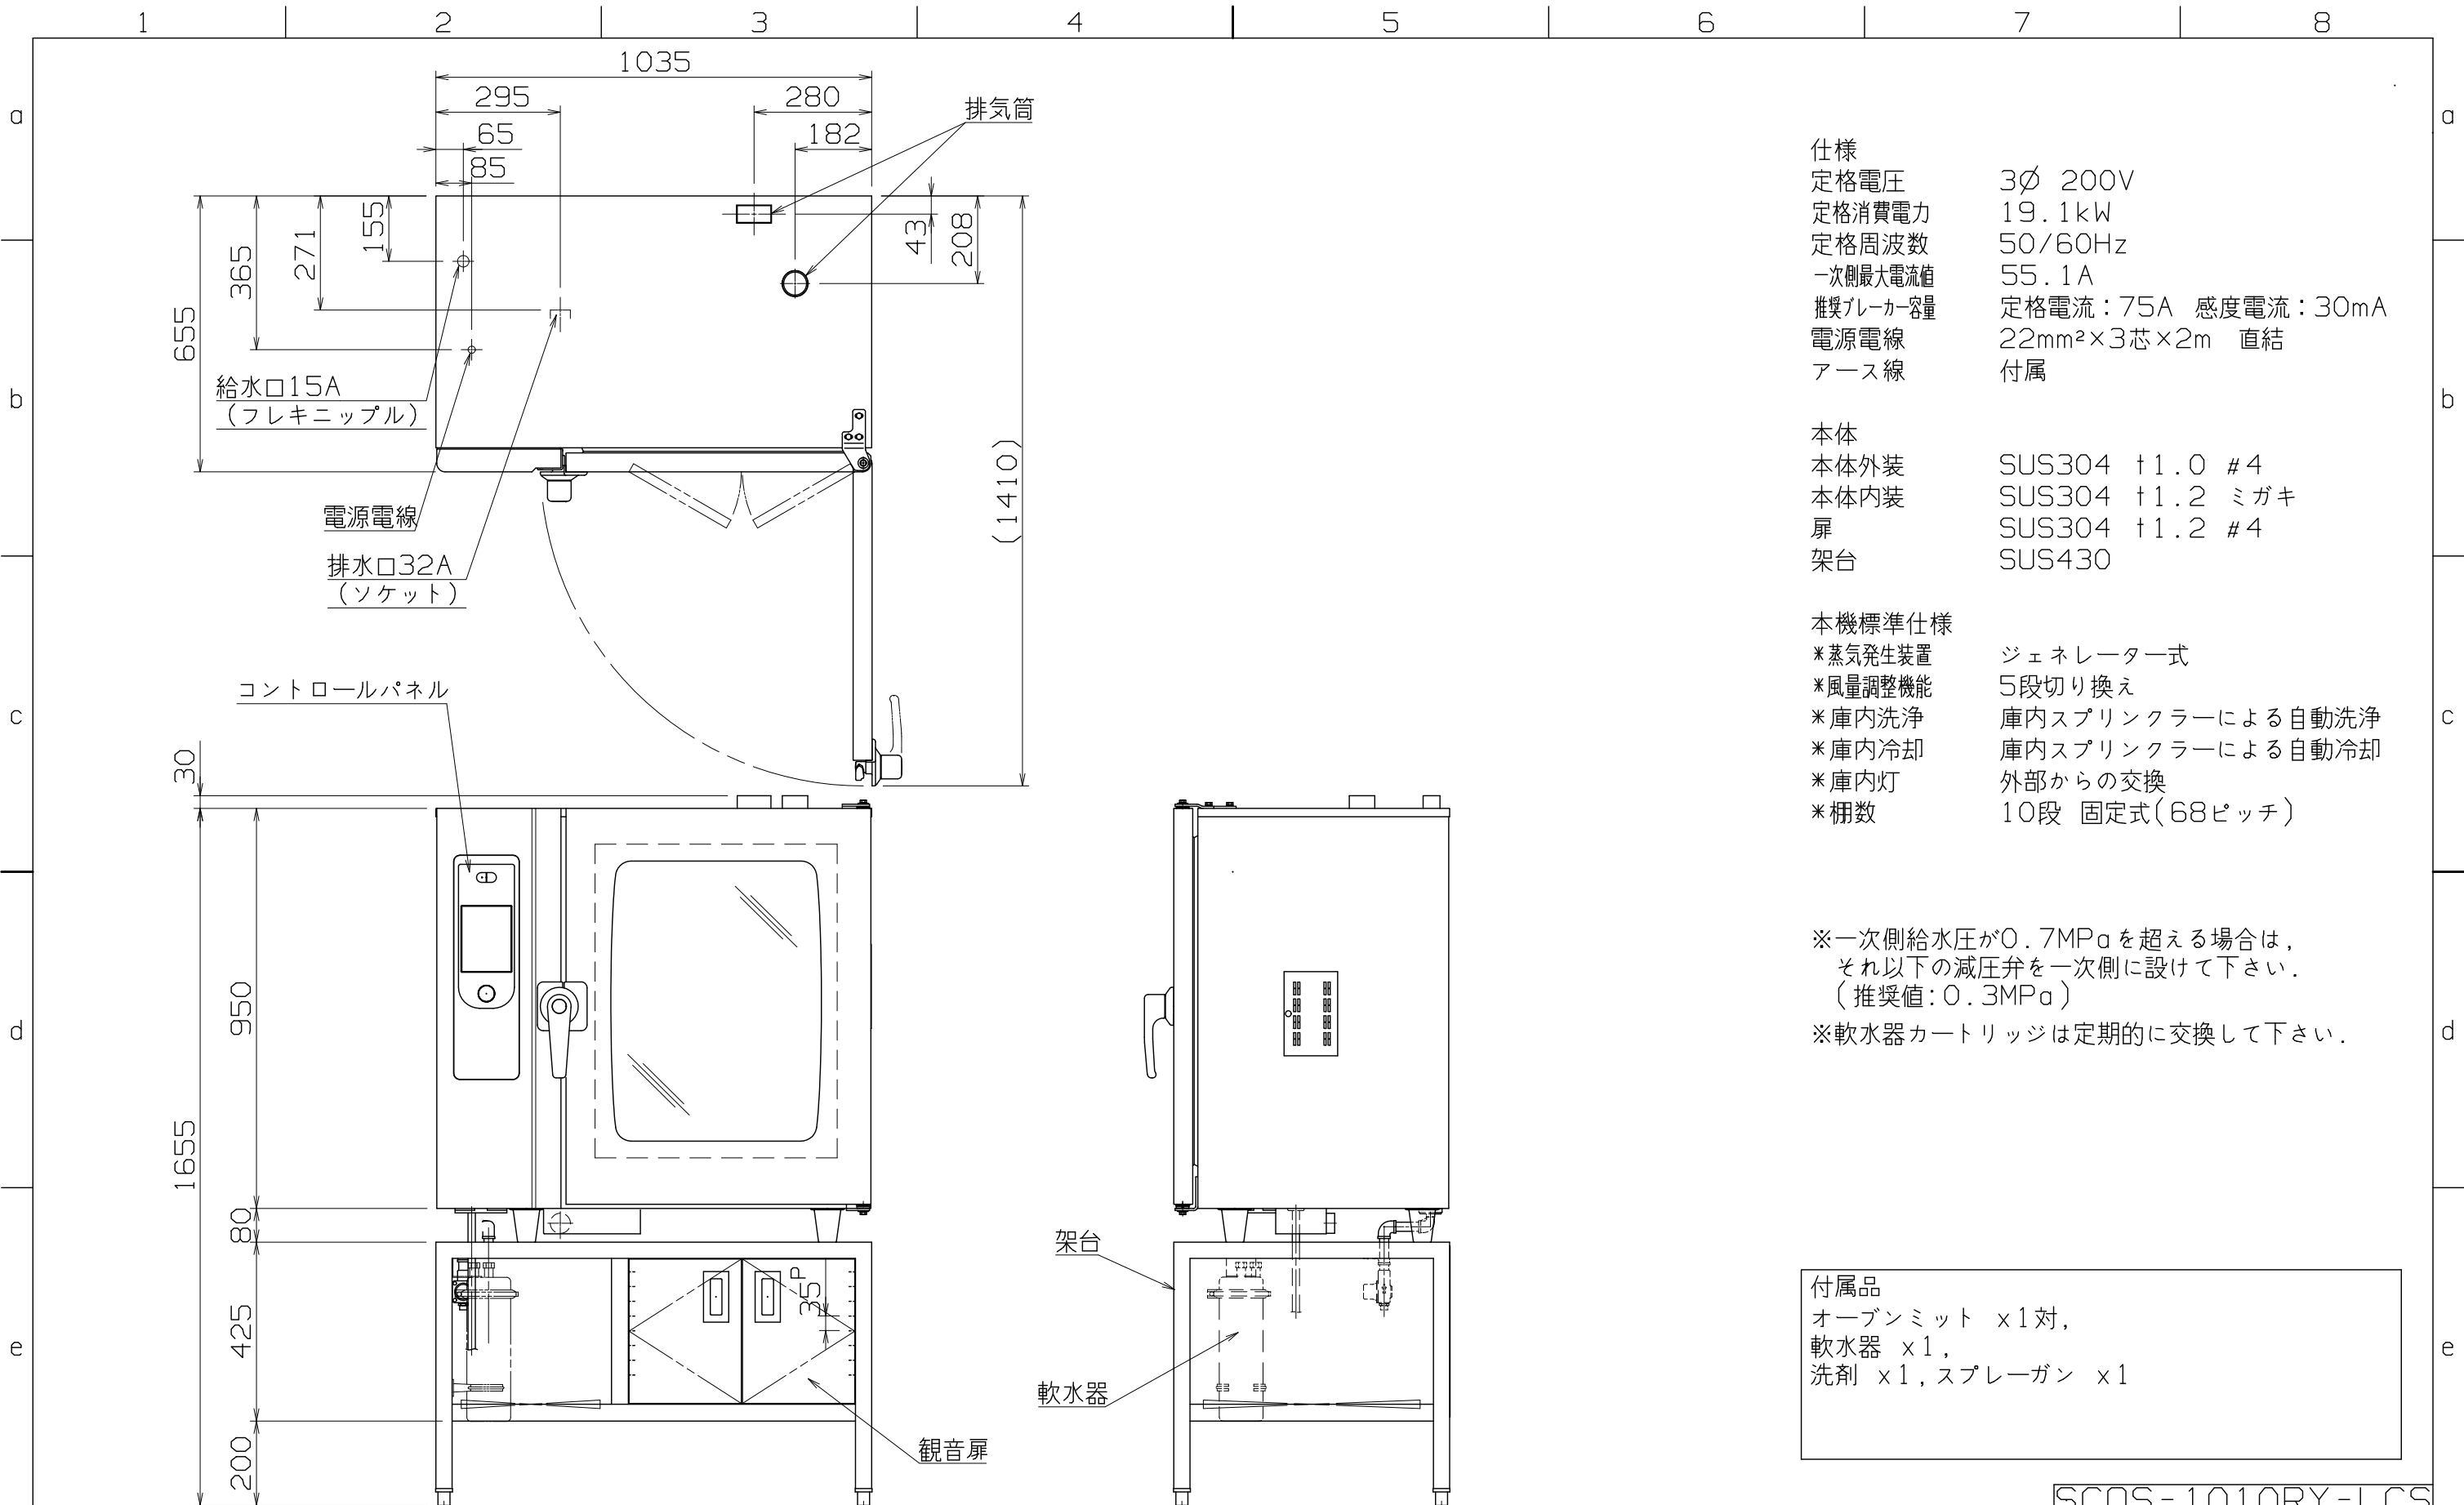 1 2 3 4 5 6 7 8
a a
b b
c c
d d
e e
1035
295
280
65
182
85
排気筒
655
365
271
155
43
208
(1410)
給水口15A
(フレキニップル)
電源電線
排水口32A
(ソケット)
コントロールパネル
30
950
1655
80
425
200
35P
観音扉
架台
軟水器
仕様
定格電圧 3∅ 200V
定格消費電力 19.1kW
定格周波数 50/60Hz
一次側最大電流値 55.1A
推奨ブレーカー容量 定格電流：75A 感度電流：30mA
電源電線 22mm²×3芯×2m 直結
アース線 付属
本体
本体外装 SUS304 t1.0 #4
本体内装 SUS304 t1.2 ミガキ
扉 SUS304 t1.2 #4
架台 SUS430
本機標準仕様
*蒸気発生装置 ジェネレーター式
*風量調整機能 5段切り換え
*庫内洗浄 庫内スプリンクラーによる自動洗浄
*庫内冷却 庫内スプリンクラーによる自動冷却
*庫内灯 外部からの交換
*棚数 10段 固定式(68ピッチ)
※一次側給水圧が0.7MPaを超える場合は,
それ以下の減圧弁を一次側に設けて下さい.
(推奨値:0.3MPa)
※軟水器カートリッジは定期的に交換して下さい.
付属品
オーブンミット x1対,
軟水器 x1,
洗剤 x1,スプレーガン x1
SCOS-1010RY-LCS